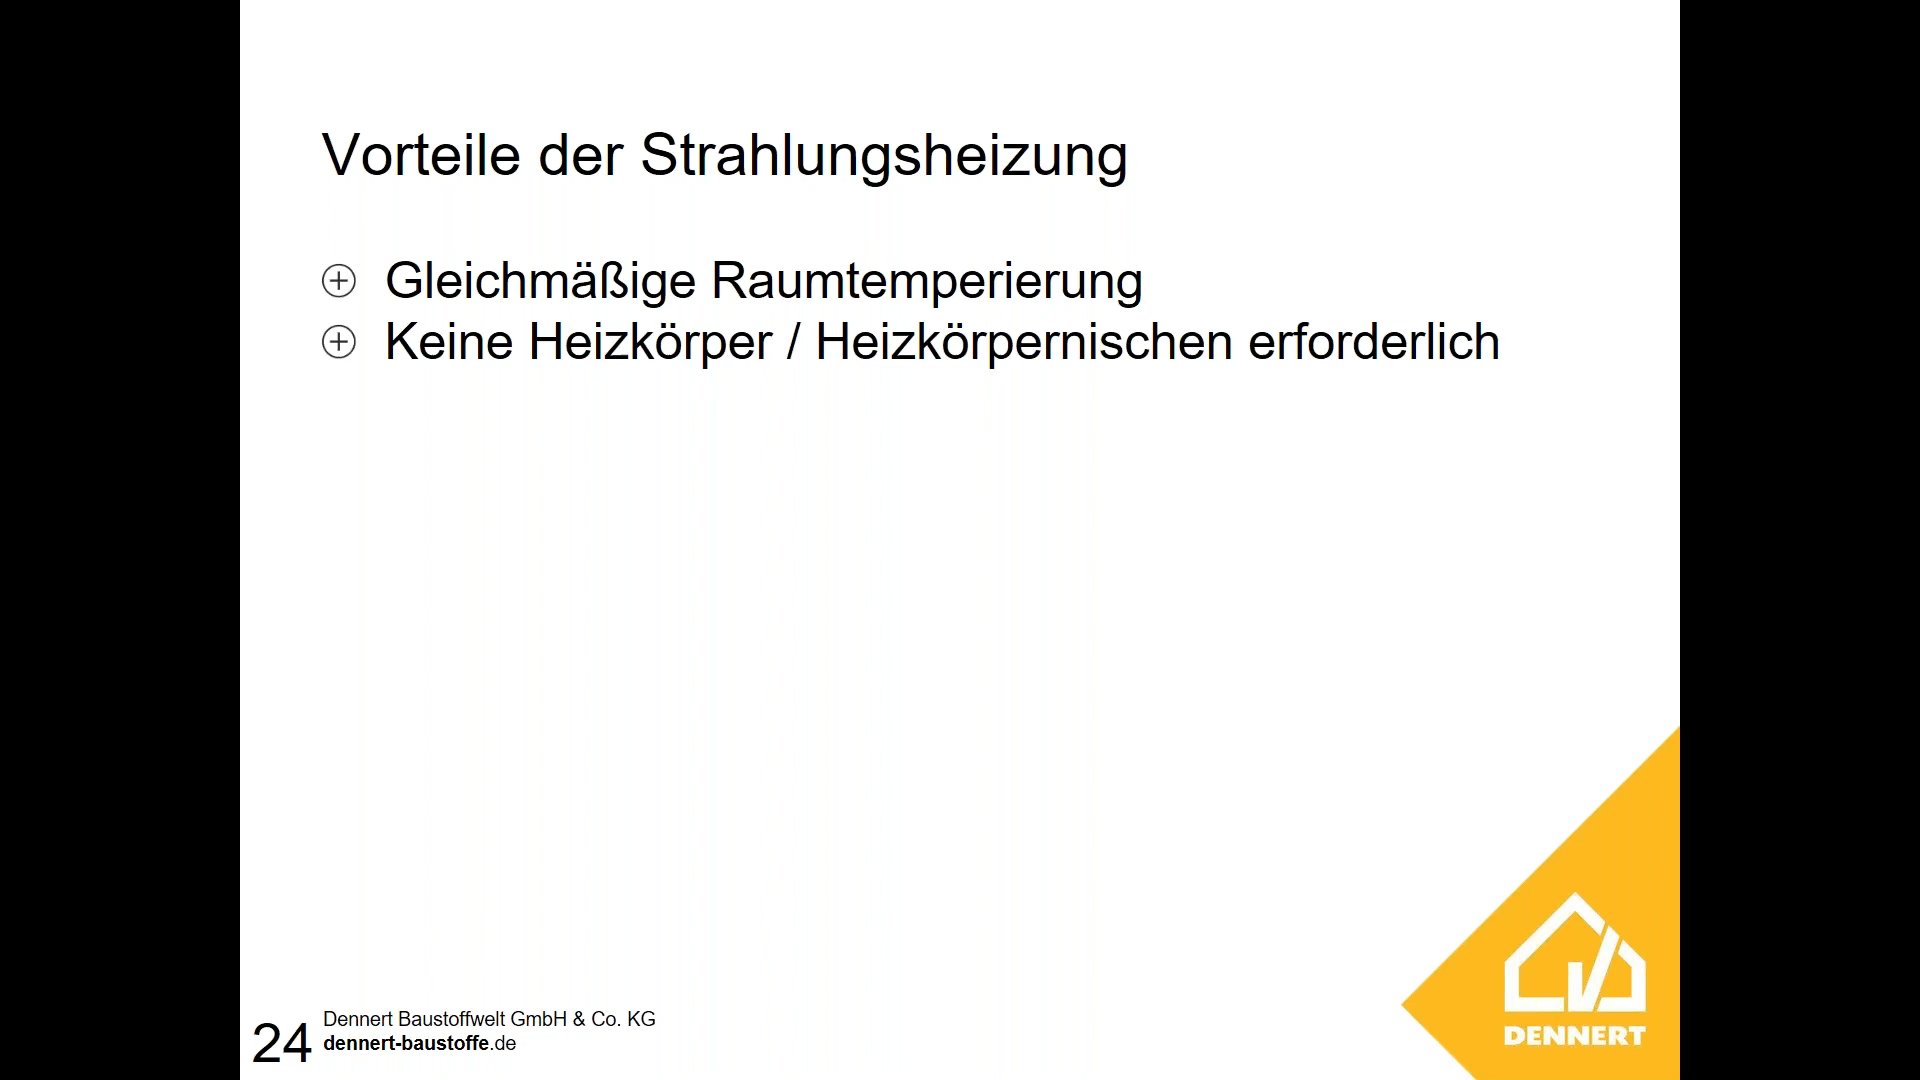 Vorteile der Strahlungsheizung
Gleichmäßige Raumtemperierung
Keine Heizkörper / Heizkörpernischen erforderlich
24
Dennert Baustoffwelt GmbH & Co. KG
dennert-baustoffe.de
DENNERT